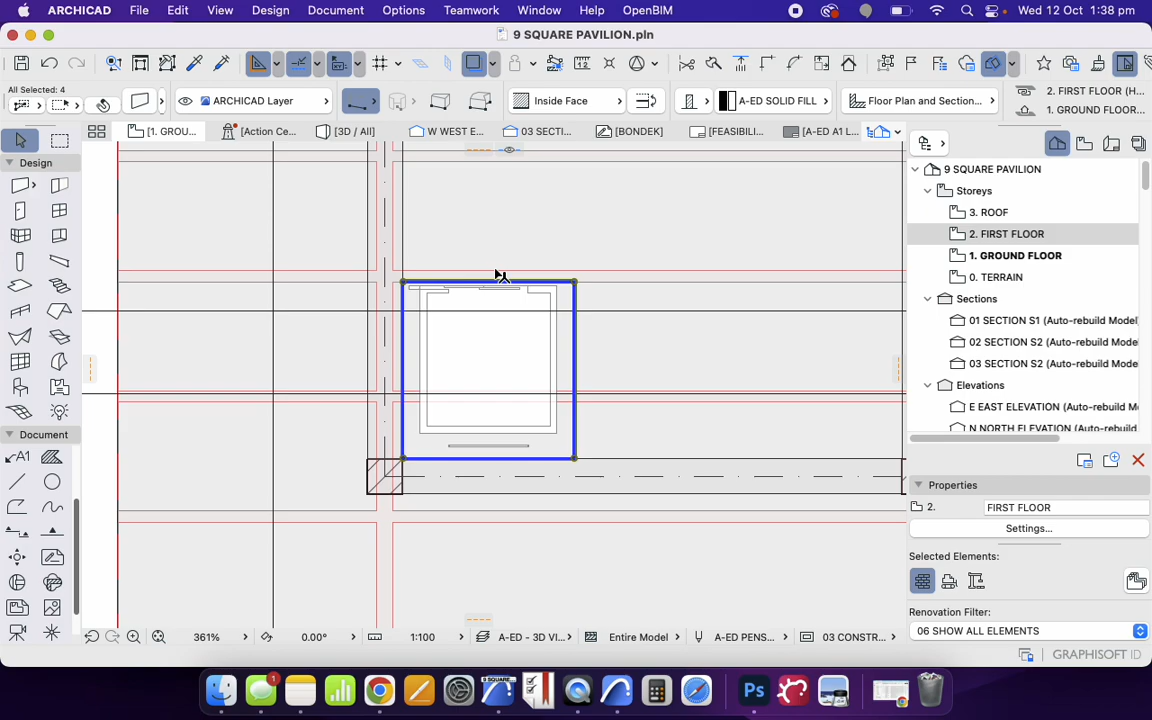 ARCHICAD File Edit View Design Document Options Teamwork Window Help OpenBIM Wed 12 Oct 1:38 pm
9 SQUARE PAVILION.pln
All Selected: 4
ARCHICAD Layer
Inside Face
A-ED SOLID FILL
Floor Plan and Section...
2. FIRST FLOOR (H...
1. GROUND FLOOR...
[1. GROU...
[Action Ce...
[3D / All]
W WEST E...
03 SECTI...
[BONDEK]
[FEASIBILI...
[A-ED A1 L...
Design
Document
9 SQUARE PAVILION
Storeys
3. ROOF
2. FIRST FLOOR
1. GROUND FLOOR
0. TERRAIN
Sections
01 SECTION S1 (Auto-rebuild Model
02 SECTION S2 (Auto-rebuild Mode
03 SECTION S2 (Auto-rebuild Mode
Elevations
E EAST ELEVATION (Auto-rebuild M
N NORTH ELEVATION (Auto-rebuild
Properties
2. FIRST FLOOR
Settings...
Selected Elements:
Renovation Filter:
06 SHOW ALL ELEMENTS
361% 0.00° 1:100 A-ED - 3D VI... Entire Model A-ED PENS... 03 CONSTR...
GRAPHISOFT ID
A1
1
9 SQUARE...
Ps